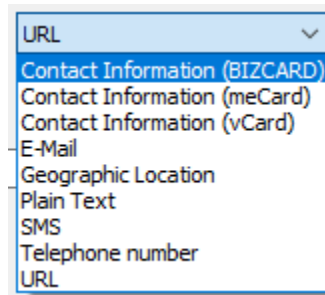 URL
Contact Information (BIZCARD)
Contact Information (meCard)
Contact Information (vCard)
E-Mail
Geographic Location
Plain Text
SMS
Telephone number
URL